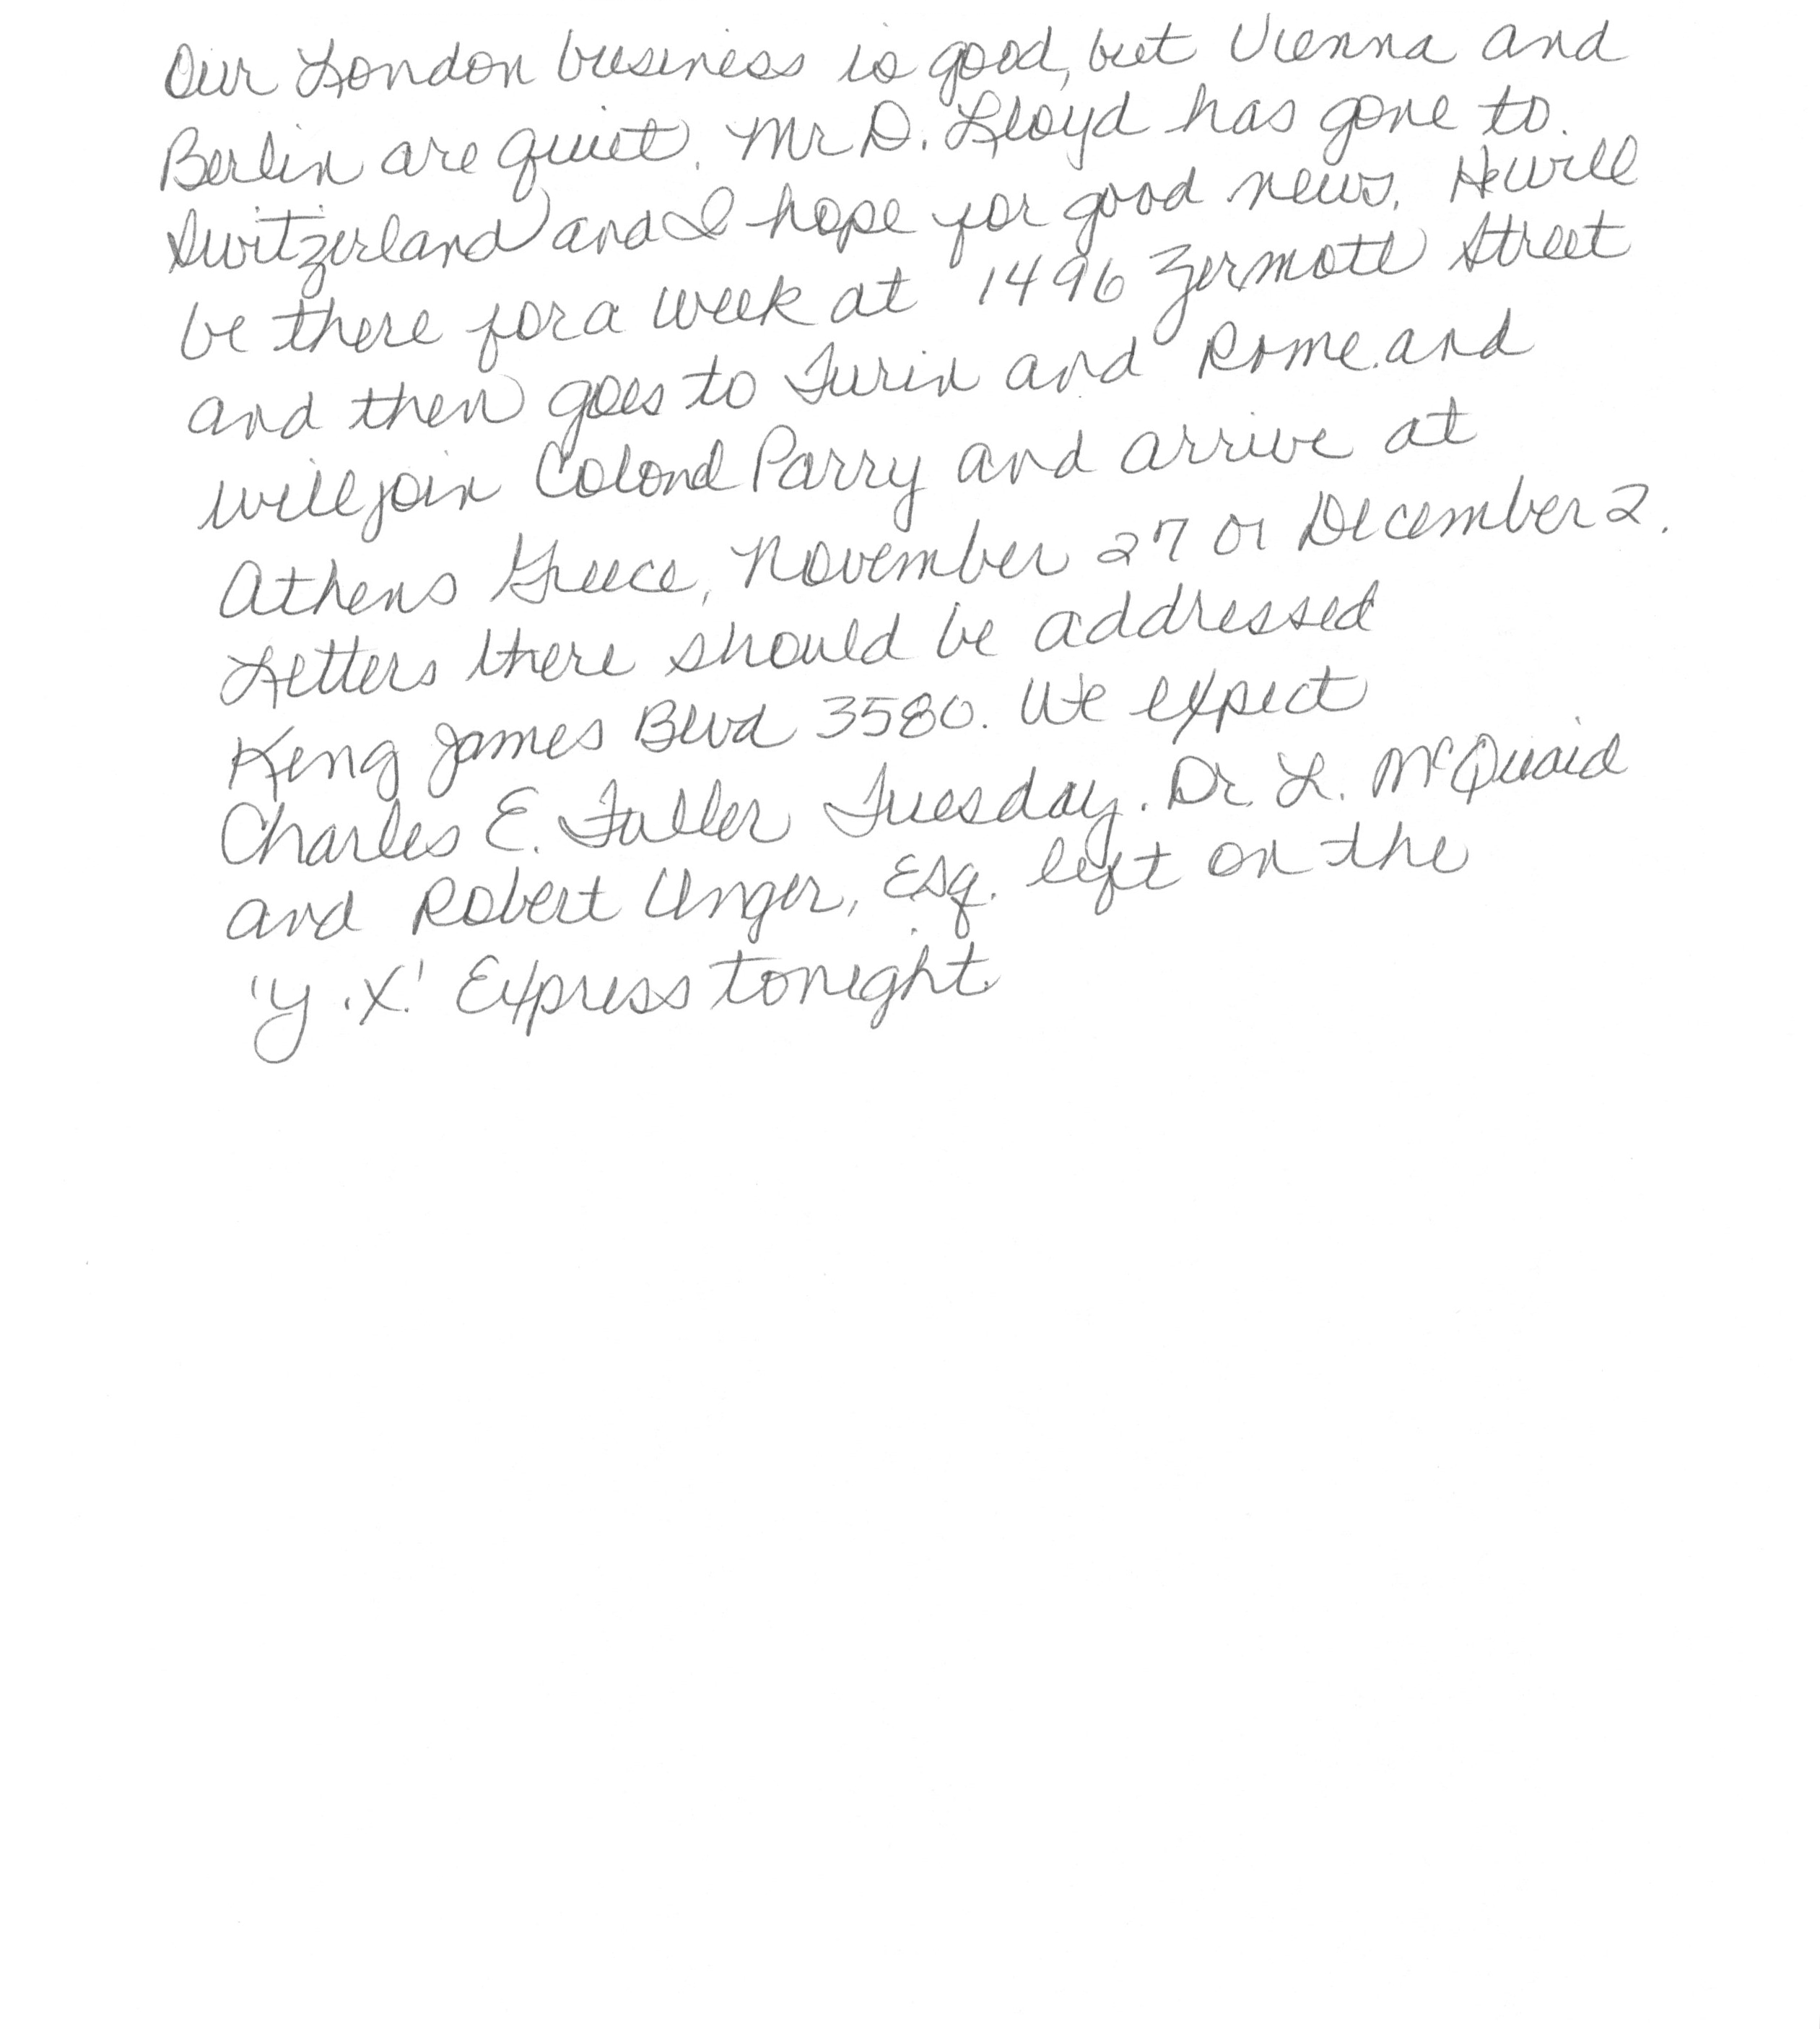 Our London business is good, but Vienna and
Berlin are quiet. Mr D. Lloyd has gone to.
Switzerland and I hope for good news. He will
be there for a week at 1496 Zermott Street
and then goes to Turin and Rome. and
will join Colonel Parry and arrive at
Athens Greece, November 27 or December 2.
Letters there should be addressed
King James Blvd 3580. We expect
Charles E. Fuller Tuesday. Dr. L. McQuaid
and Robert Unger, Esq. left on the
'Y.X.' Express tonight.